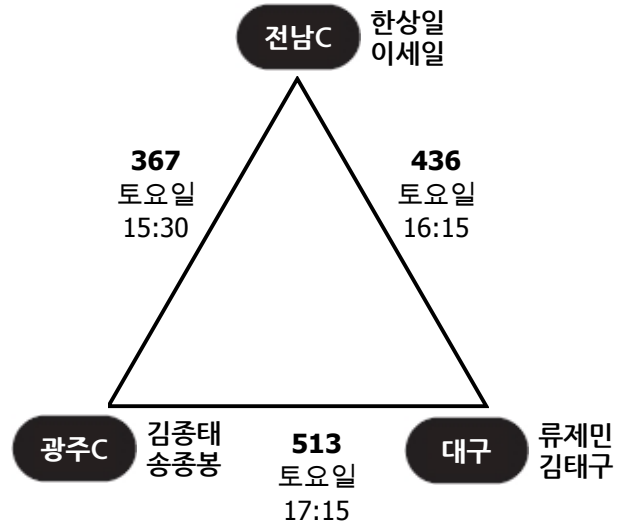 전남C
한상일
이세일
367
토요일
15:30
436
토요일
16:15
광주C
김종태
송종봉
513
토요일
17:15
대구
류제민
김태구